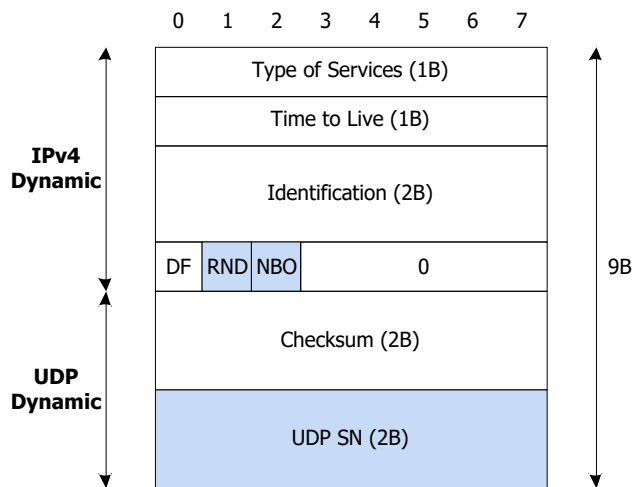 0 1 2 3 4 5 6 7
Type of Services (1B)
Time to Live (1B)
IPv4
Dynamic
Identification (2B)
DF RND NBO 0
9B
Checksum (2B)
UDP
Dynamic
UDP SN (2B)